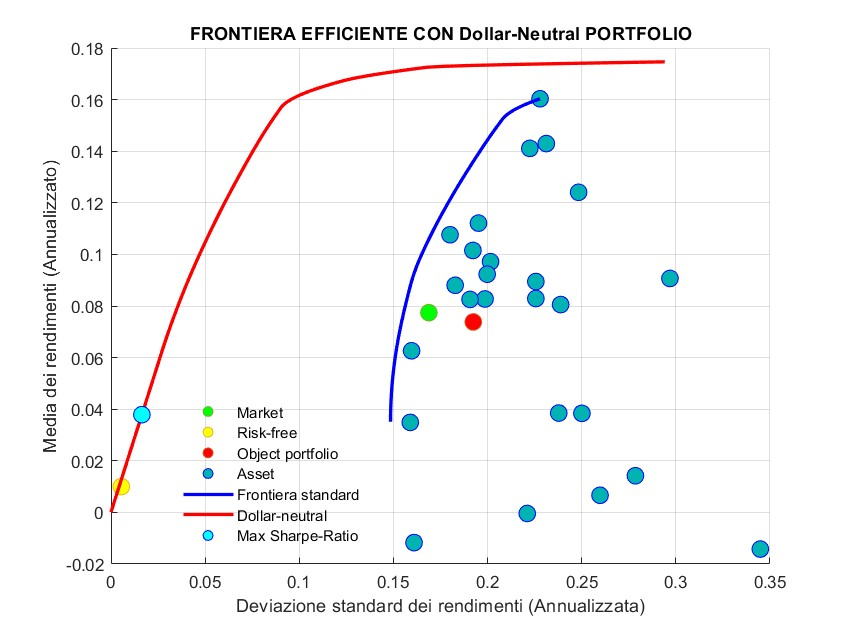 FRONTIERA EFFICIENTE CON Dollar-Neutral PORTFOLIO
0.18
0.16
0.14
0.12
0.1
0.08
0.06
0.04
0.02
0
-0.02
Media dei rendimenti (Annualizzato)
Market
Risk-free
Object portfolio
Asset
Frontiera standard
Dollar-neutral
Max Sharpe-Ratio
0 0.05 0.1 0.15 0.2 0.25 0.3 0.35
Deviazione standard dei rendimenti (Annualizzata)